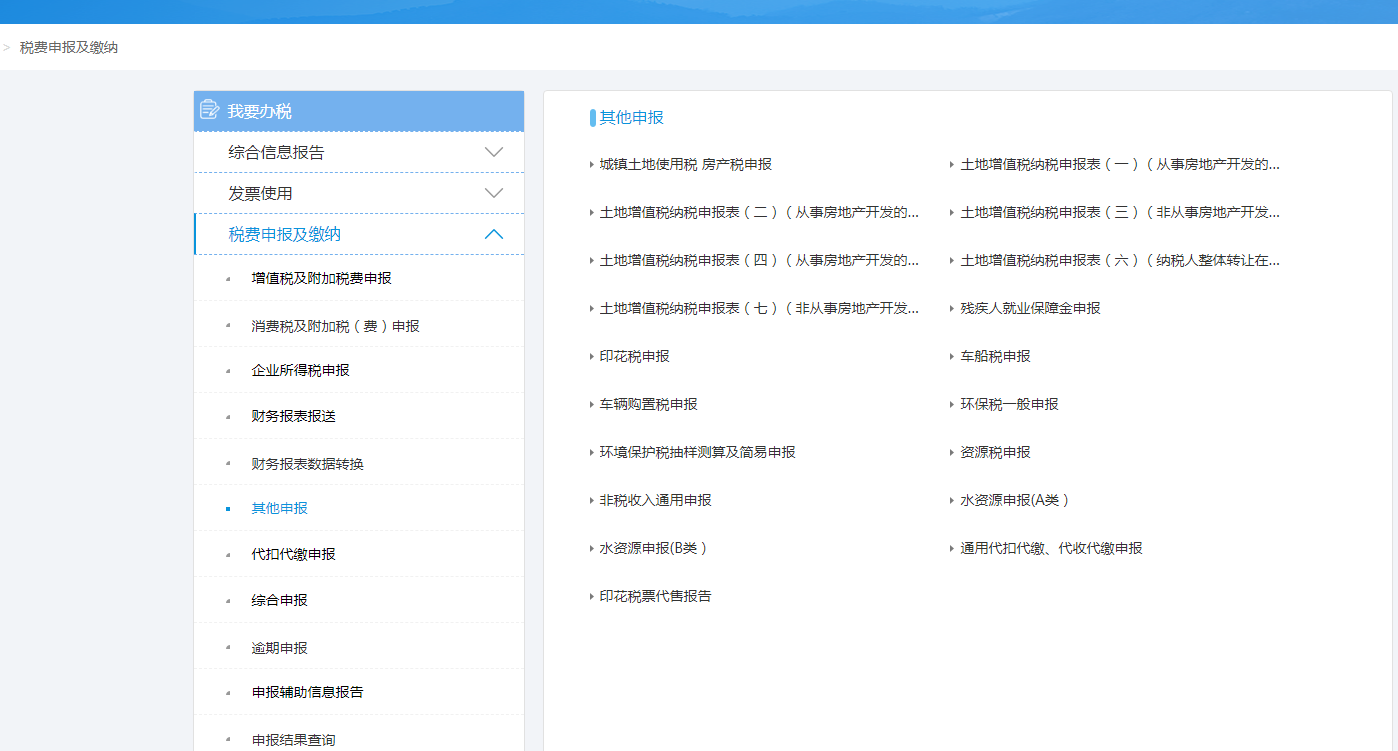 > 税费申报及缴纳
我要办税
综合信息报告
发票使用
税费申报及缴纳
增值税及附加税费申报
消费税及附加税（费）申报
企业所得税申报
财务报表报送
财务报表数据转换
其他申报
代扣代缴申报
综合申报
逾期申报
申报辅助信息报告
申报结果查询
其他申报
城镇土地使用税 房产税申报
土地增值税纳税申报表（一）（从事房地产开发的...
土地增值税纳税申报表（二）（从事房地产开发的...
土地增值税纳税申报表（三）（非从事房地产开发...
土地增值税纳税申报表（四）（从事房地产开发的...
土地增值税纳税申报表（六）（纳税人整体转让在...
土地增值税纳税申报表（七）（非从事房地产开发...
残疾人就业保障金申报
印花税申报
车船税申报
车辆购置税申报
环保税一般申报
环境保护税抽样测算及简易申报
资源税申报
非税收入通用申报
水资源申报(A类）
水资源申报(B类）
通用代扣代缴、代收代缴申报
印花税票代售报告